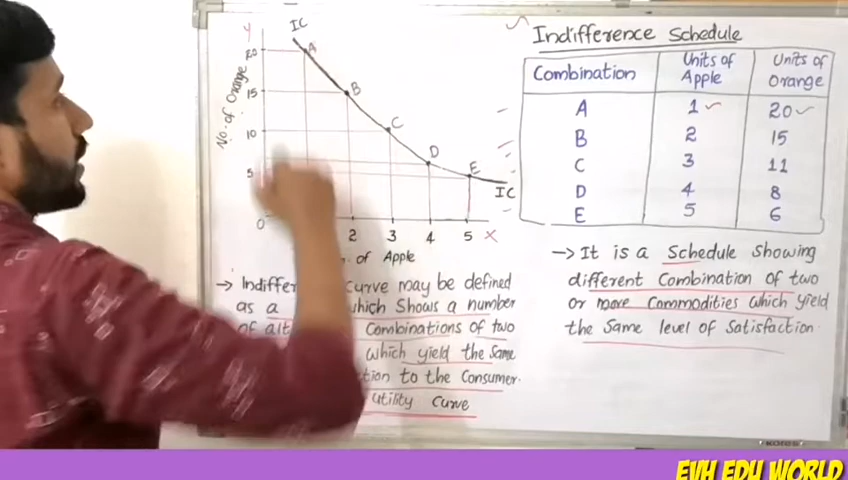 IC
Y
A
20
No. of Orange
15
B
10
C
D
5
E
IC
0
2 3 4 5 X
of Apple
→ Indiffer curve may be defined
as a which Shows a number
of alt Combinations of two
which yield the Same
tion to the Consumer.
utility Curve
Indifference Schedule
Combination Units of Apple Units of Orange
A 1 20
B 2 15
C 3 11
D 4 8
E 5 6
→ It is a Schedule Showing
different Combination of two
or more Commodities which yield
the Same level of Satisfaction.
KORES
EVH EDU WORLD